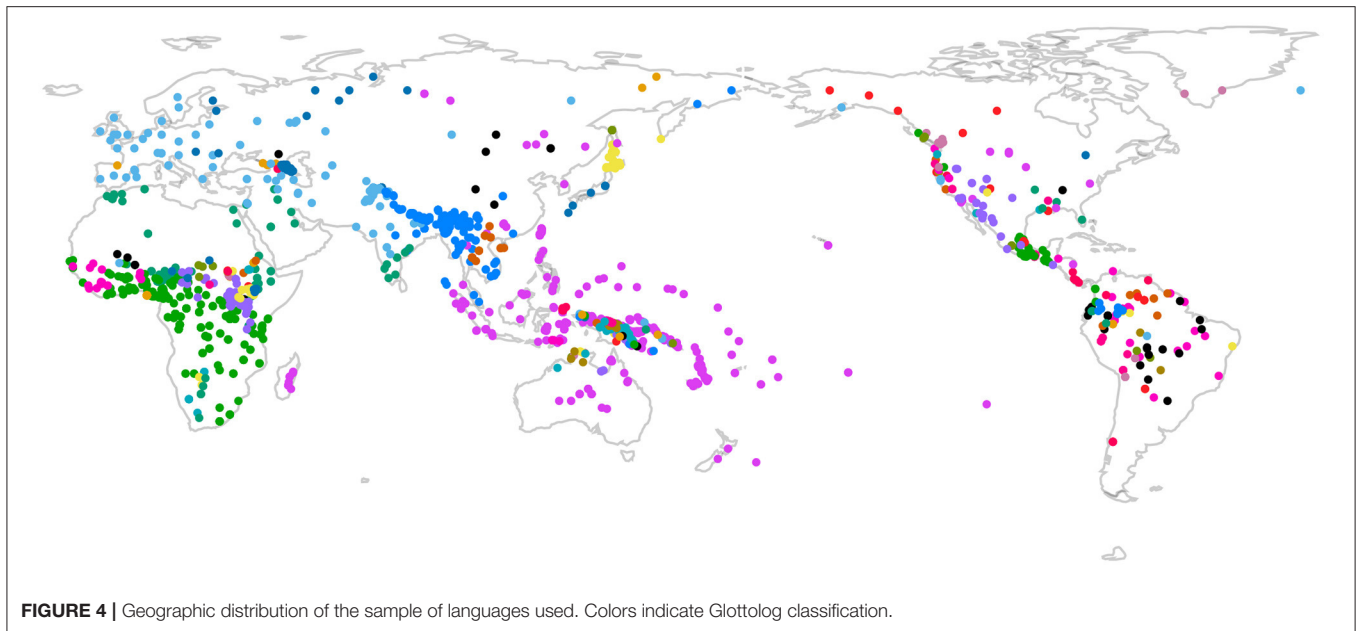 FIGURE 4 | Geographic distribution of the sample of languages used. Colors indicate Glottolog classification.